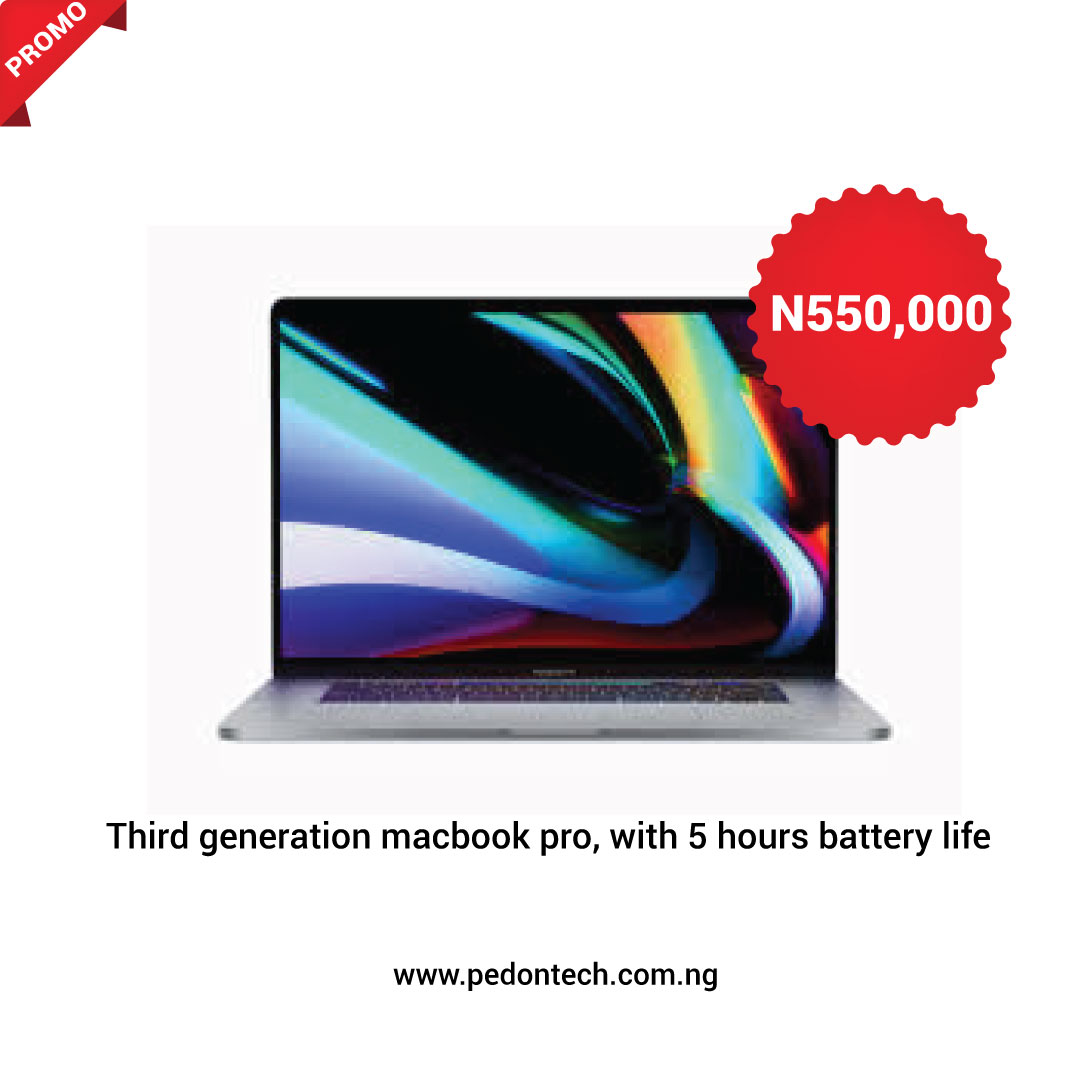 PROMO
N550,000
Third generation macbook pro, with 5 hours battery life
www.pedontech.com.ng